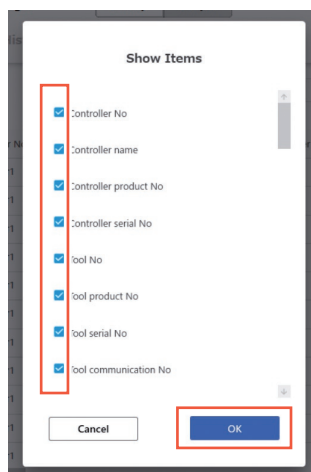 Show Items
Controller No
Controller name
Controller product No
Controller serial No
Tool No
Tool product No
Tool serial No
Tool communication No
Cancel
OK